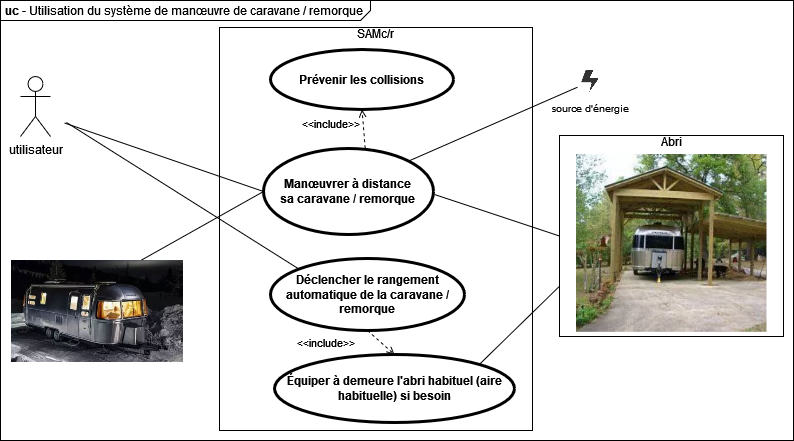 uc - Utilisation du système de manœuvre de caravane / remorque
SAMc/r
Prévenir les collisions
<<include>>
source d'énergie
utilisateur
Abri
Manœuvrer à distance
sa caravane / remorque
Déclencher le rangement
automatique de la caravane /
remorque
<<include>>
Équiper à demeure l'abri habituel (aire
habituelle) si besoin